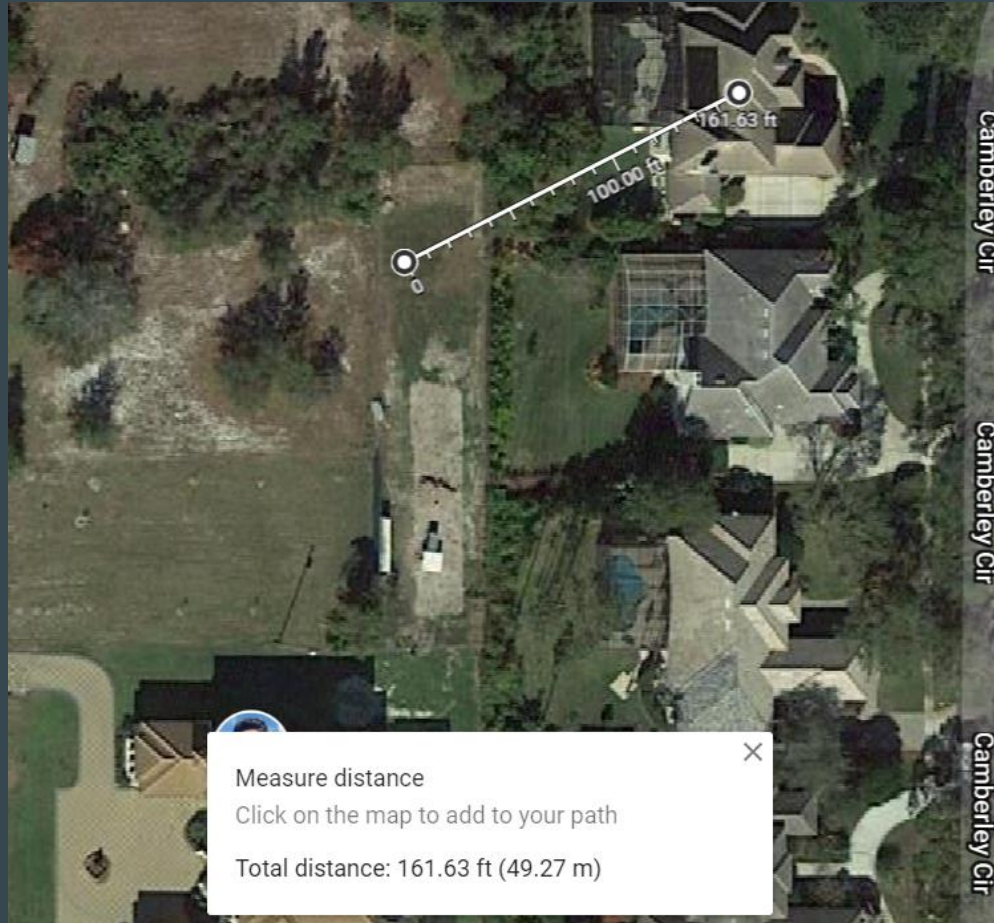 161.63 ft
100.00 ft
0
Camberley Cir
Camberley Cir
Camberley Cir
Measure distance
Click on the map to add to your path
Total distance: 161.63 ft (49.27 m)